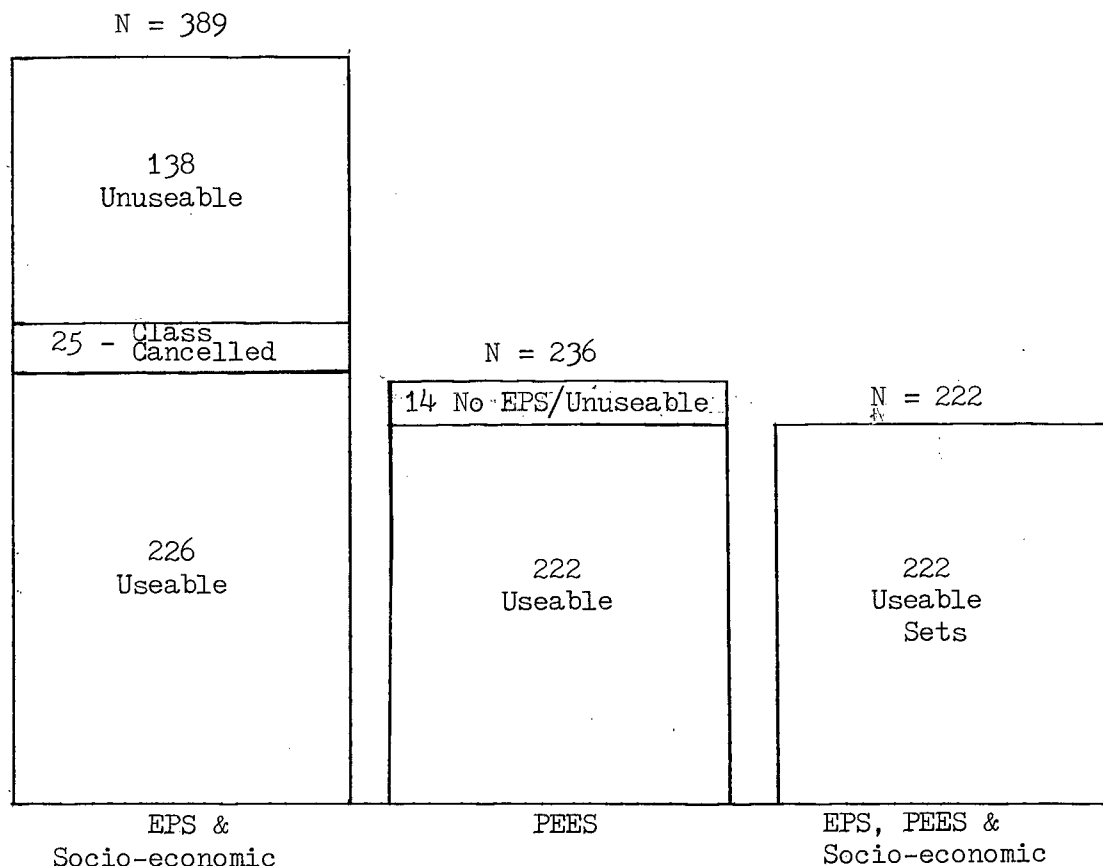 N = 389
138
Unuseable
25 - Class
Cancelled
226
Useable
EPS &
Socio-economic
N = 236
14 No EPS/Unuseable
222
Useable
PEES
N = 222
222
Useable
Sets
EPS, PEES &
Socio-economic